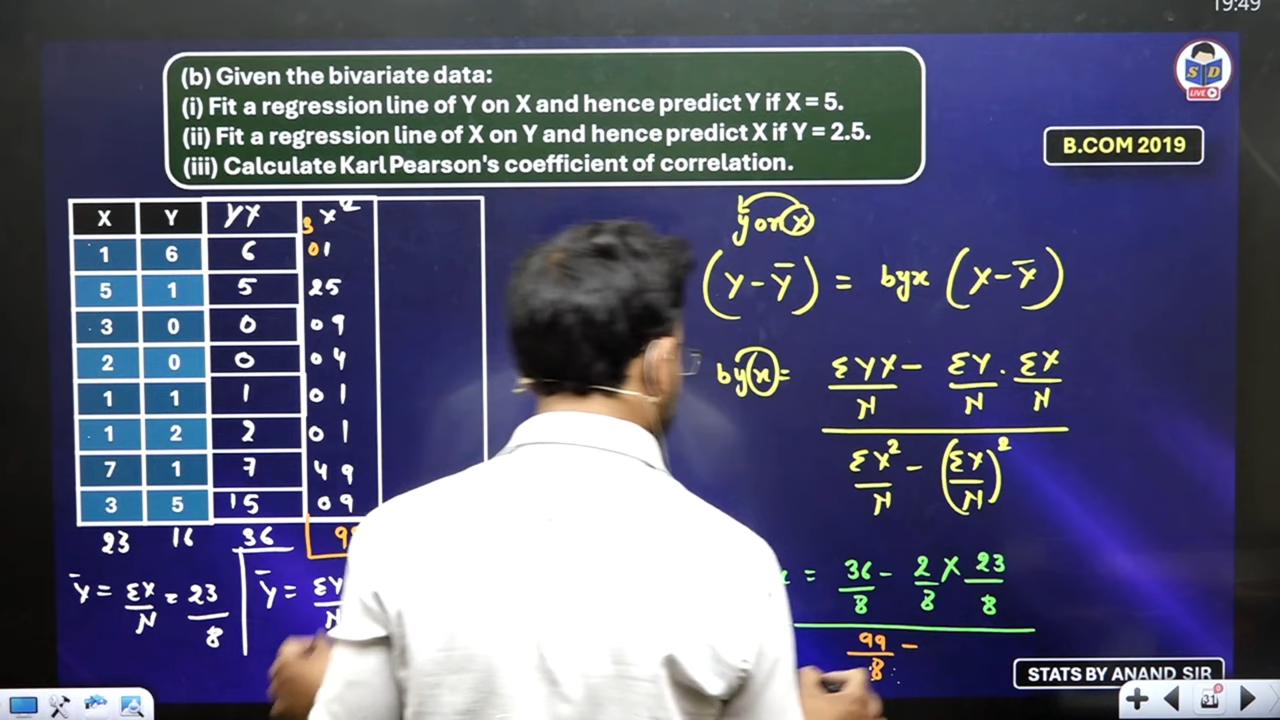 19:49
(b) Given the bivariate data:
(i) Fit a regression line of Y on X and hence predict Y if X = 5.
(ii) Fit a regression line of X on Y and hence predict X if Y = 2.5.
(iii) Calculate Karl Pearson's coefficient of correlation.
S D
LIVE
B.COM 2019
X Y YX X²
1 6 6 01
5 1 5 25
3 0 0 09
2 0 0 04
1 1 1 01
1 2 2 01
7 1 7 49
3 5 15 09
23 16 36
Y on X
(Y - Ȳ) = byx (X - X̄)
byx = ΣYX/N - ΣY/N . ΣX/N
ΣX²/N - (ΣX/N)²
= ΣX/N = 23/8
Ȳ = ΣY/N
= 36/8 - 2/8 X 23/8
99/8 -
STATS BY ANAND SIR
31